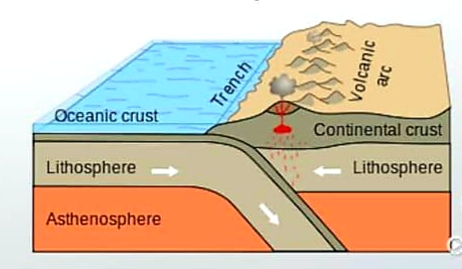 Trench
Volcanic
arc
Oceanic crust
Continental crust
Lithosphere
Lithosphere
Asthenosphere